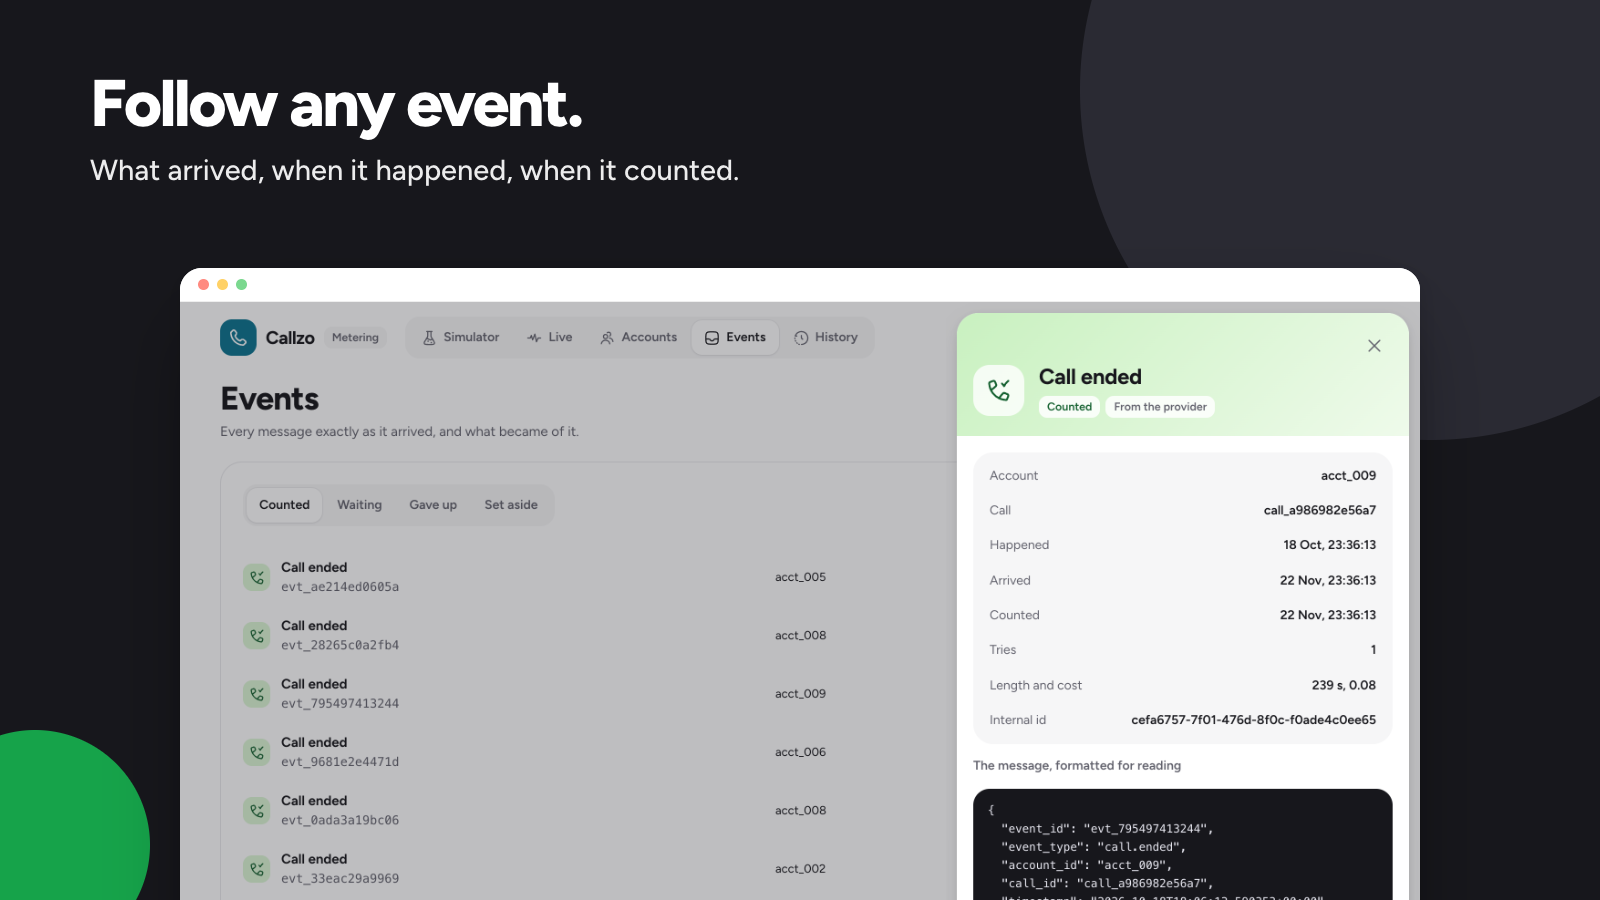 Follow any event.
What arrived, when it happened, when it counted.
Callzo
Metering
Simulator
Live
Accounts
Events
History
Events
Every message exactly as it arrived, and what became of it.
Counted
Waiting
Gave up
Set aside
Call ended
evt_ae214ed0605a
acct_005
Call ended
evt_28265c0a2fb4
acct_008
Call ended
evt_795497413244
acct_009
Call ended
evt_9681e2e4471d
acct_006
Call ended
evt_0ada3a19bc06
acct_008
Call ended
evt_33eac29a9969
acct_002
Call ended
Counted
From the provider
Account acct_009
Call call_a986982e56a7
Happened 18 Oct, 23:36:13
Arrived 22 Nov, 23:36:13
Counted 22 Nov, 23:36:13
Tries 1
Length and cost 239 s, 0.08
Internal id cefa6757-7f01-476d-8f0c-f0ade4c0ee65
The message, formatted for reading
{
"event_id": "evt_795497413244",
"event_type": "call.ended",
"account_id": "acct_009",
"call_id": "call_a986982e56a7",